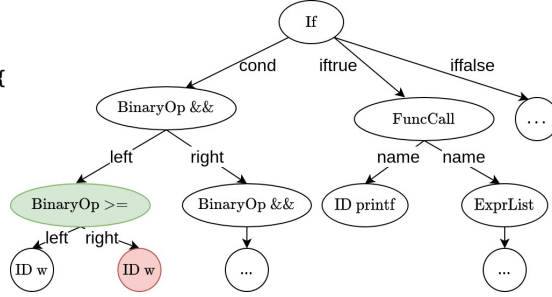 If
cond iftrue iffalse
{
BinaryOp && FuncCall ...
left right name name
BinaryOp >= BinaryOp && ID printf ExprList
left right
ID w ID w ... ...